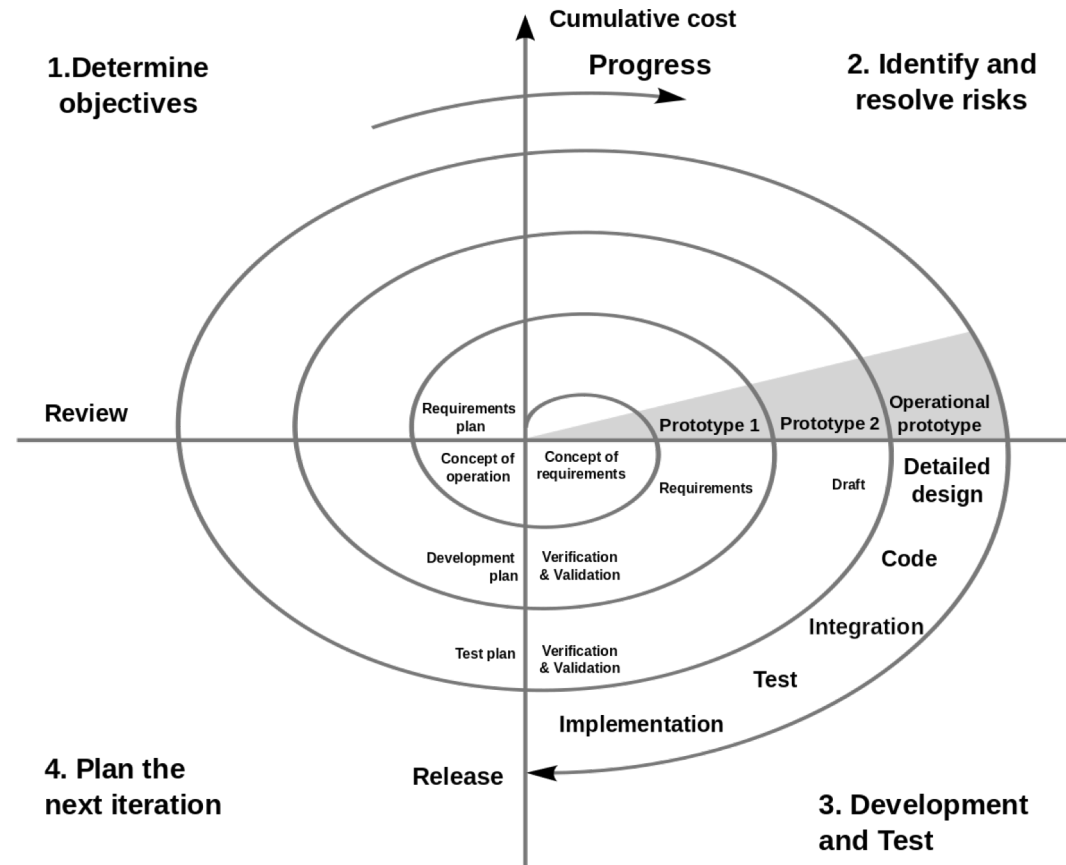 Cumulative cost
Progress
1.Determine
objectives
2. Identify and
resolve risks
Review
Requirements
plan
Concept of
operation
Concept of
requirements
Prototype 1
Prototype 2
Operational
prototype
Requirements
Draft
Detailed
design
Development
plan
Verification
& Validation
Code
Test plan
Verification
& Validation
Integration
Test
Implementation
Release
4. Plan the
next iteration
3. Development
and Test